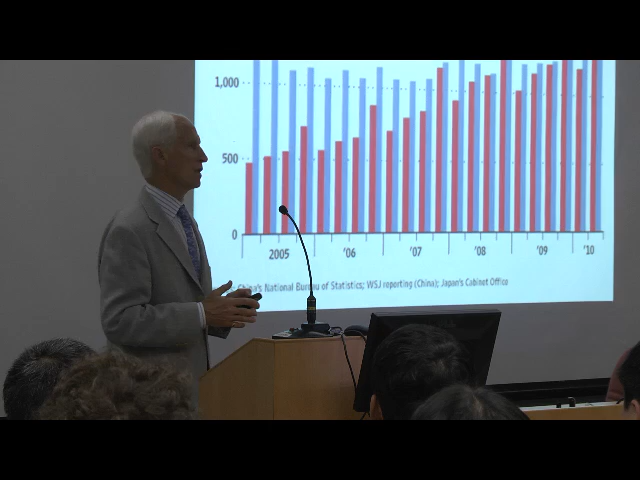 1,000
500
0
2005 '06 '07 '08 '09 '10
China's National Bureau of Statistics; WSJ reporting (China); Japan's Cabinet Office